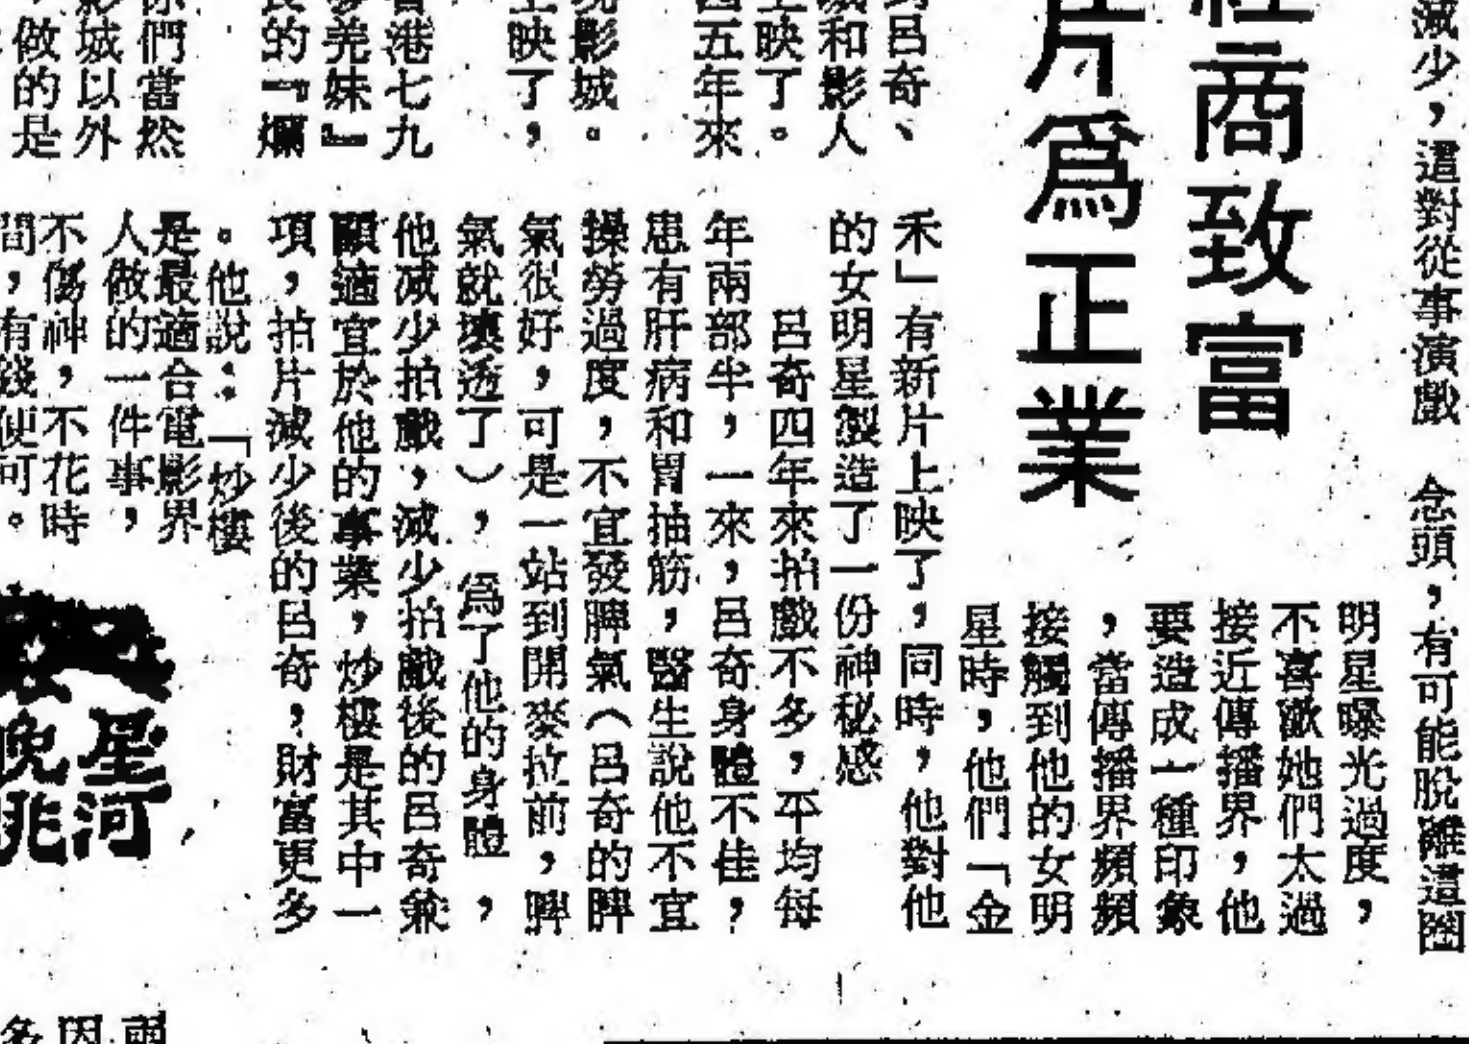 減少，這對從事演戲　念頭，有可能脫離這圈
商致富
片爲正業
明星曝光過度，
不喜歡她們太過
接近傳播界，他
要造成一種印象
，當傳播界頻頻
接觸到他的女明
星時，他們「金
呂奇、
和影人
上映了。
四五年來
影城。
上映了，
港七九
羌妹』
的『爛
你們當然
影城以外
做的是
禾」有新片上映了，同時，他對他
的女明星製造了一份神秘感
呂奇四年來拍戲不多，平均每
年兩部半，一來，呂奇身體不佳，
患有肝病和胃抽筋，醫生說他不宜
操勞過度，不宜發脾氣（呂奇的脾
氣很好，可是一站到開麥拉前，脾
氣就壞透了），爲了他的身體，
他減少拍戲，減少拍戲後的呂奇兼
顧適宜於他的事業，炒樓是其中一
項，拍片減少後的呂奇，財富更多
。他說：「炒樓
是最適合電影界
人做的一件事，
不傷神，不花時
間，有錢便可。
星河
晚
因
多